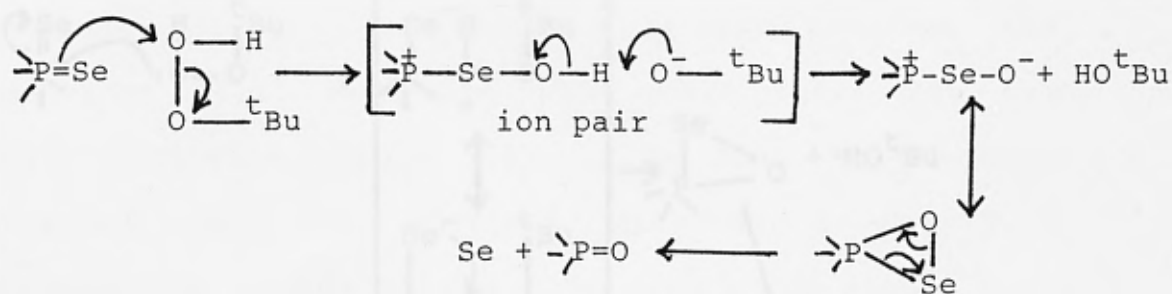 O—H
P=Se
O—tBu
[P+—Se—O—H O-—tBu]
ion pair
P+-Se-O- + HOtBu
Se + P=O
P
O
Se